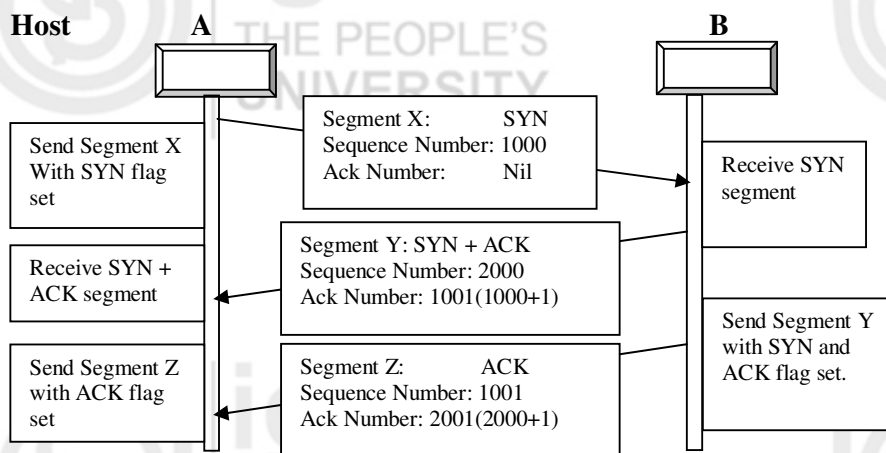 Host A B
THE PEOPLE'S
UNIVERSITY
Segment X: SYN
Sequence Number: 1000
Ack Number: Nil
Send Segment X
With SYN flag
set
Receive SYN
segment
Segment Y: SYN + ACK
Sequence Number: 2000
Ack Number: 1001(1000+1)
Receive SYN +
ACK segment
Send Segment Y
with SYN and
ACK flag set.
Segment Z: ACK
Sequence Number: 1001
Ack Number: 2001(2000+1)
Send Segment Z
with ACK flag
set